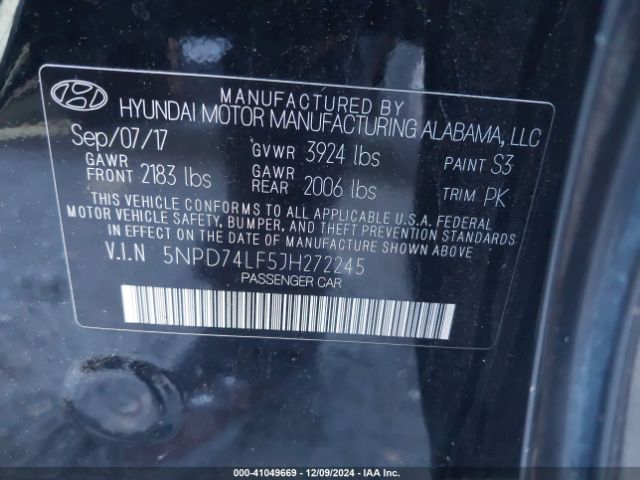 MANUFACTURED BY
HYUNDAI MOTOR MANUFACTURING ALABAMA, LLC
Sep/07/17 GVWR 3924 lbs PAINT S3
GAWR FRONT 2183 lbs GAWR REAR 2006 lbs TRIM PK
THIS VEHICLE CONFORMS TO ALL APPLICABLE U.S.A. FEDERAL
MOTOR VEHICLE SAFETY, BUMPER, AND THEFT PREVENTION STANDARDS
IN EFFECT ON THE DATE OF MANUFACTURE SHOWN ABOVE
V.I.N 5NPD74LF5JH272245
PASSENGER CAR
000-41049669 - 12/09/2024 - IAA Inc.